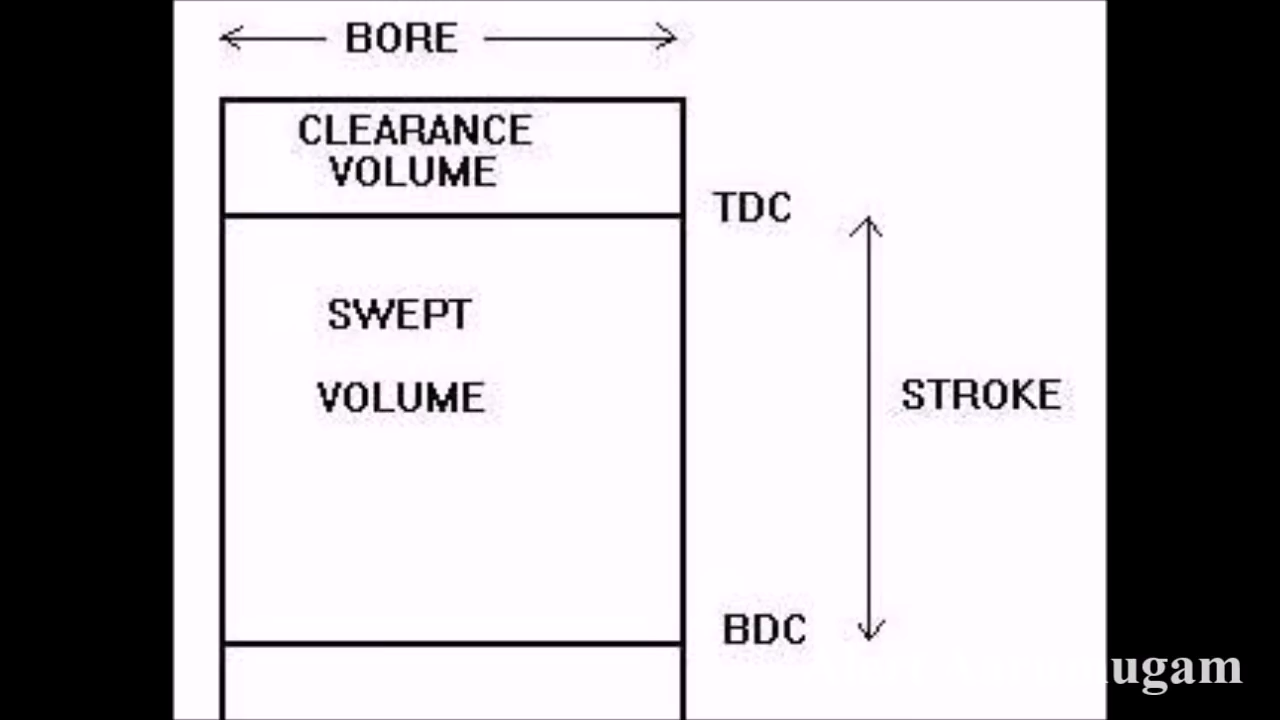 BORE
CLEARANCE
VOLUME
TDC
SWEPT
VOLUME
STROKE
BDC